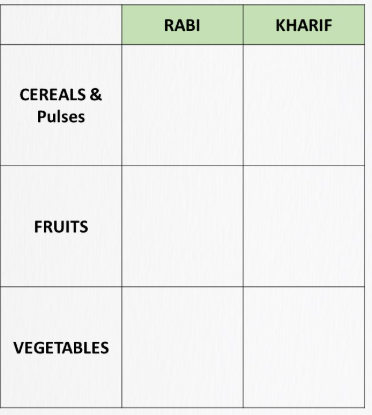 RABI KHARIF
CEREALS &
Pulses
FRUITS
VEGETABLES